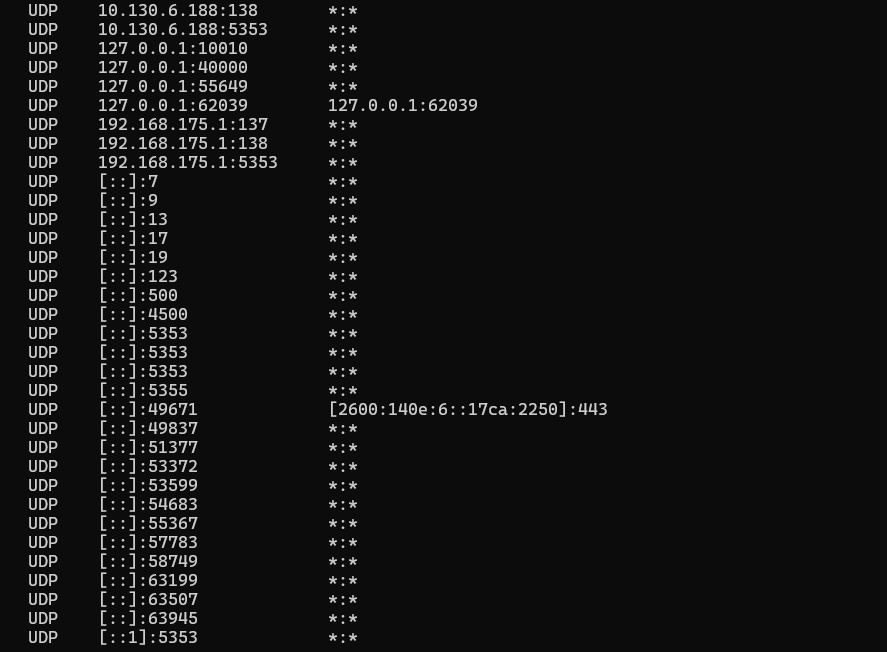 UDP    10.130.6.188:138       *:*
UDP    10.130.6.188:5353      *:*
UDP    127.0.0.1:10010        *:*
UDP    127.0.0.1:40000        *:*
UDP    127.0.0.1:55649        *:*
UDP    127.0.0.1:62039        127.0.0.1:62039
UDP    192.168.175.1:137      *:*
UDP    192.168.175.1:138      *:*
UDP    192.168.175.1:5353     *:*
UDP    [::]:7                 *:*
UDP    [::]:9                 *:*
UDP    [::]:13                *:*
UDP    [::]:17                *:*
UDP    [::]:19                *:*
UDP    [::]:123               *:*
UDP    [::]:500               *:*
UDP    [::]:4500              *:*
UDP    [::]:5353              *:*
UDP    [::]:5353              *:*
UDP    [::]:5353              *:*
UDP    [::]:5355              *:*
UDP    [::]:49671             [2600:140e:6::17ca:2250]:443
UDP    [::]:49837             *:*
UDP    [::]:51377             *:*
UDP    [::]:53372             *:*
UDP    [::]:53599             *:*
UDP    [::]:54683             *:*
UDP    [::]:55367             *:*
UDP    [::]:57783             *:*
UDP    [::]:58749             *:*
UDP    [::]:63199             *:*
UDP    [::]:63507             *:*
UDP    [::]:63945             *:*
UDP    [::1]:5353             *:*